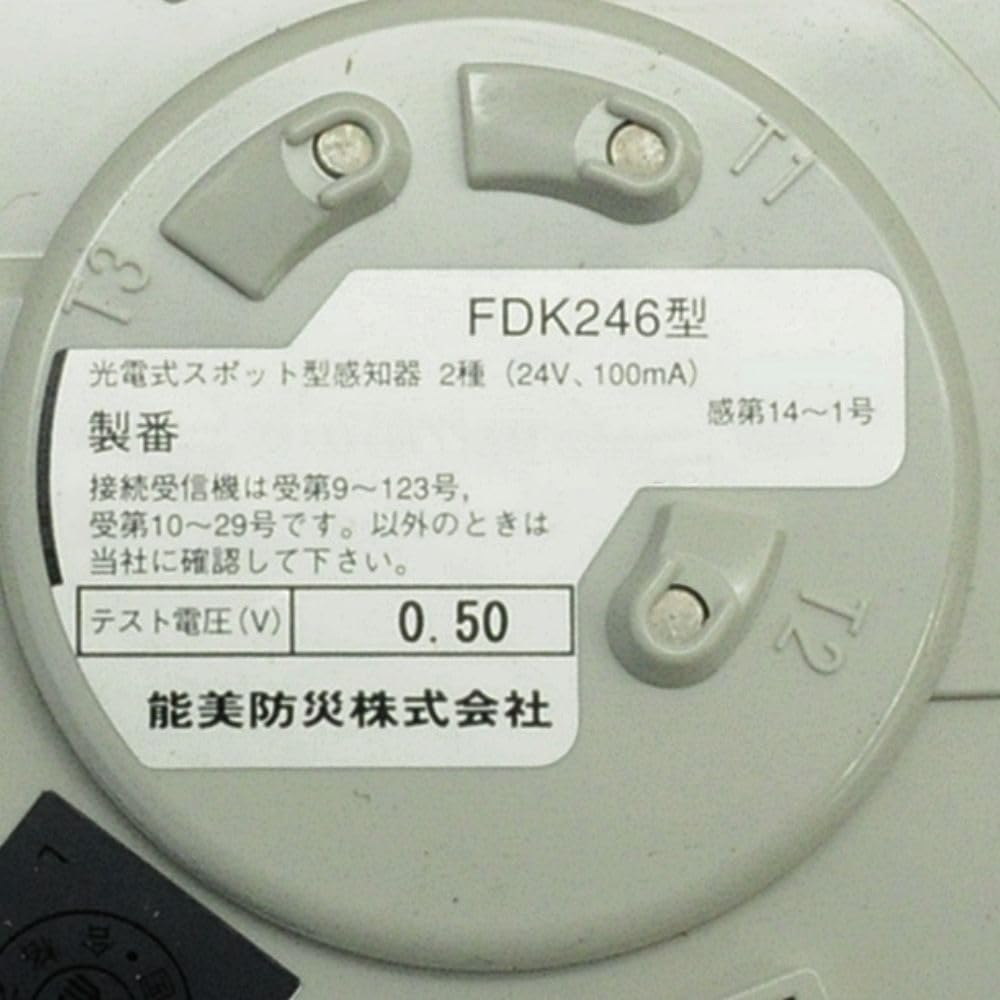 T1
T3
FDK246型
光電式スポット型感知器 2種（24V、100mA）
感第14～1号
製番
接続受信機は受第9～123号,
受第10～29号です。以外のときは
当社に確認して下さい。
テスト電圧(V) 0.50
T2
能美防災株式会社